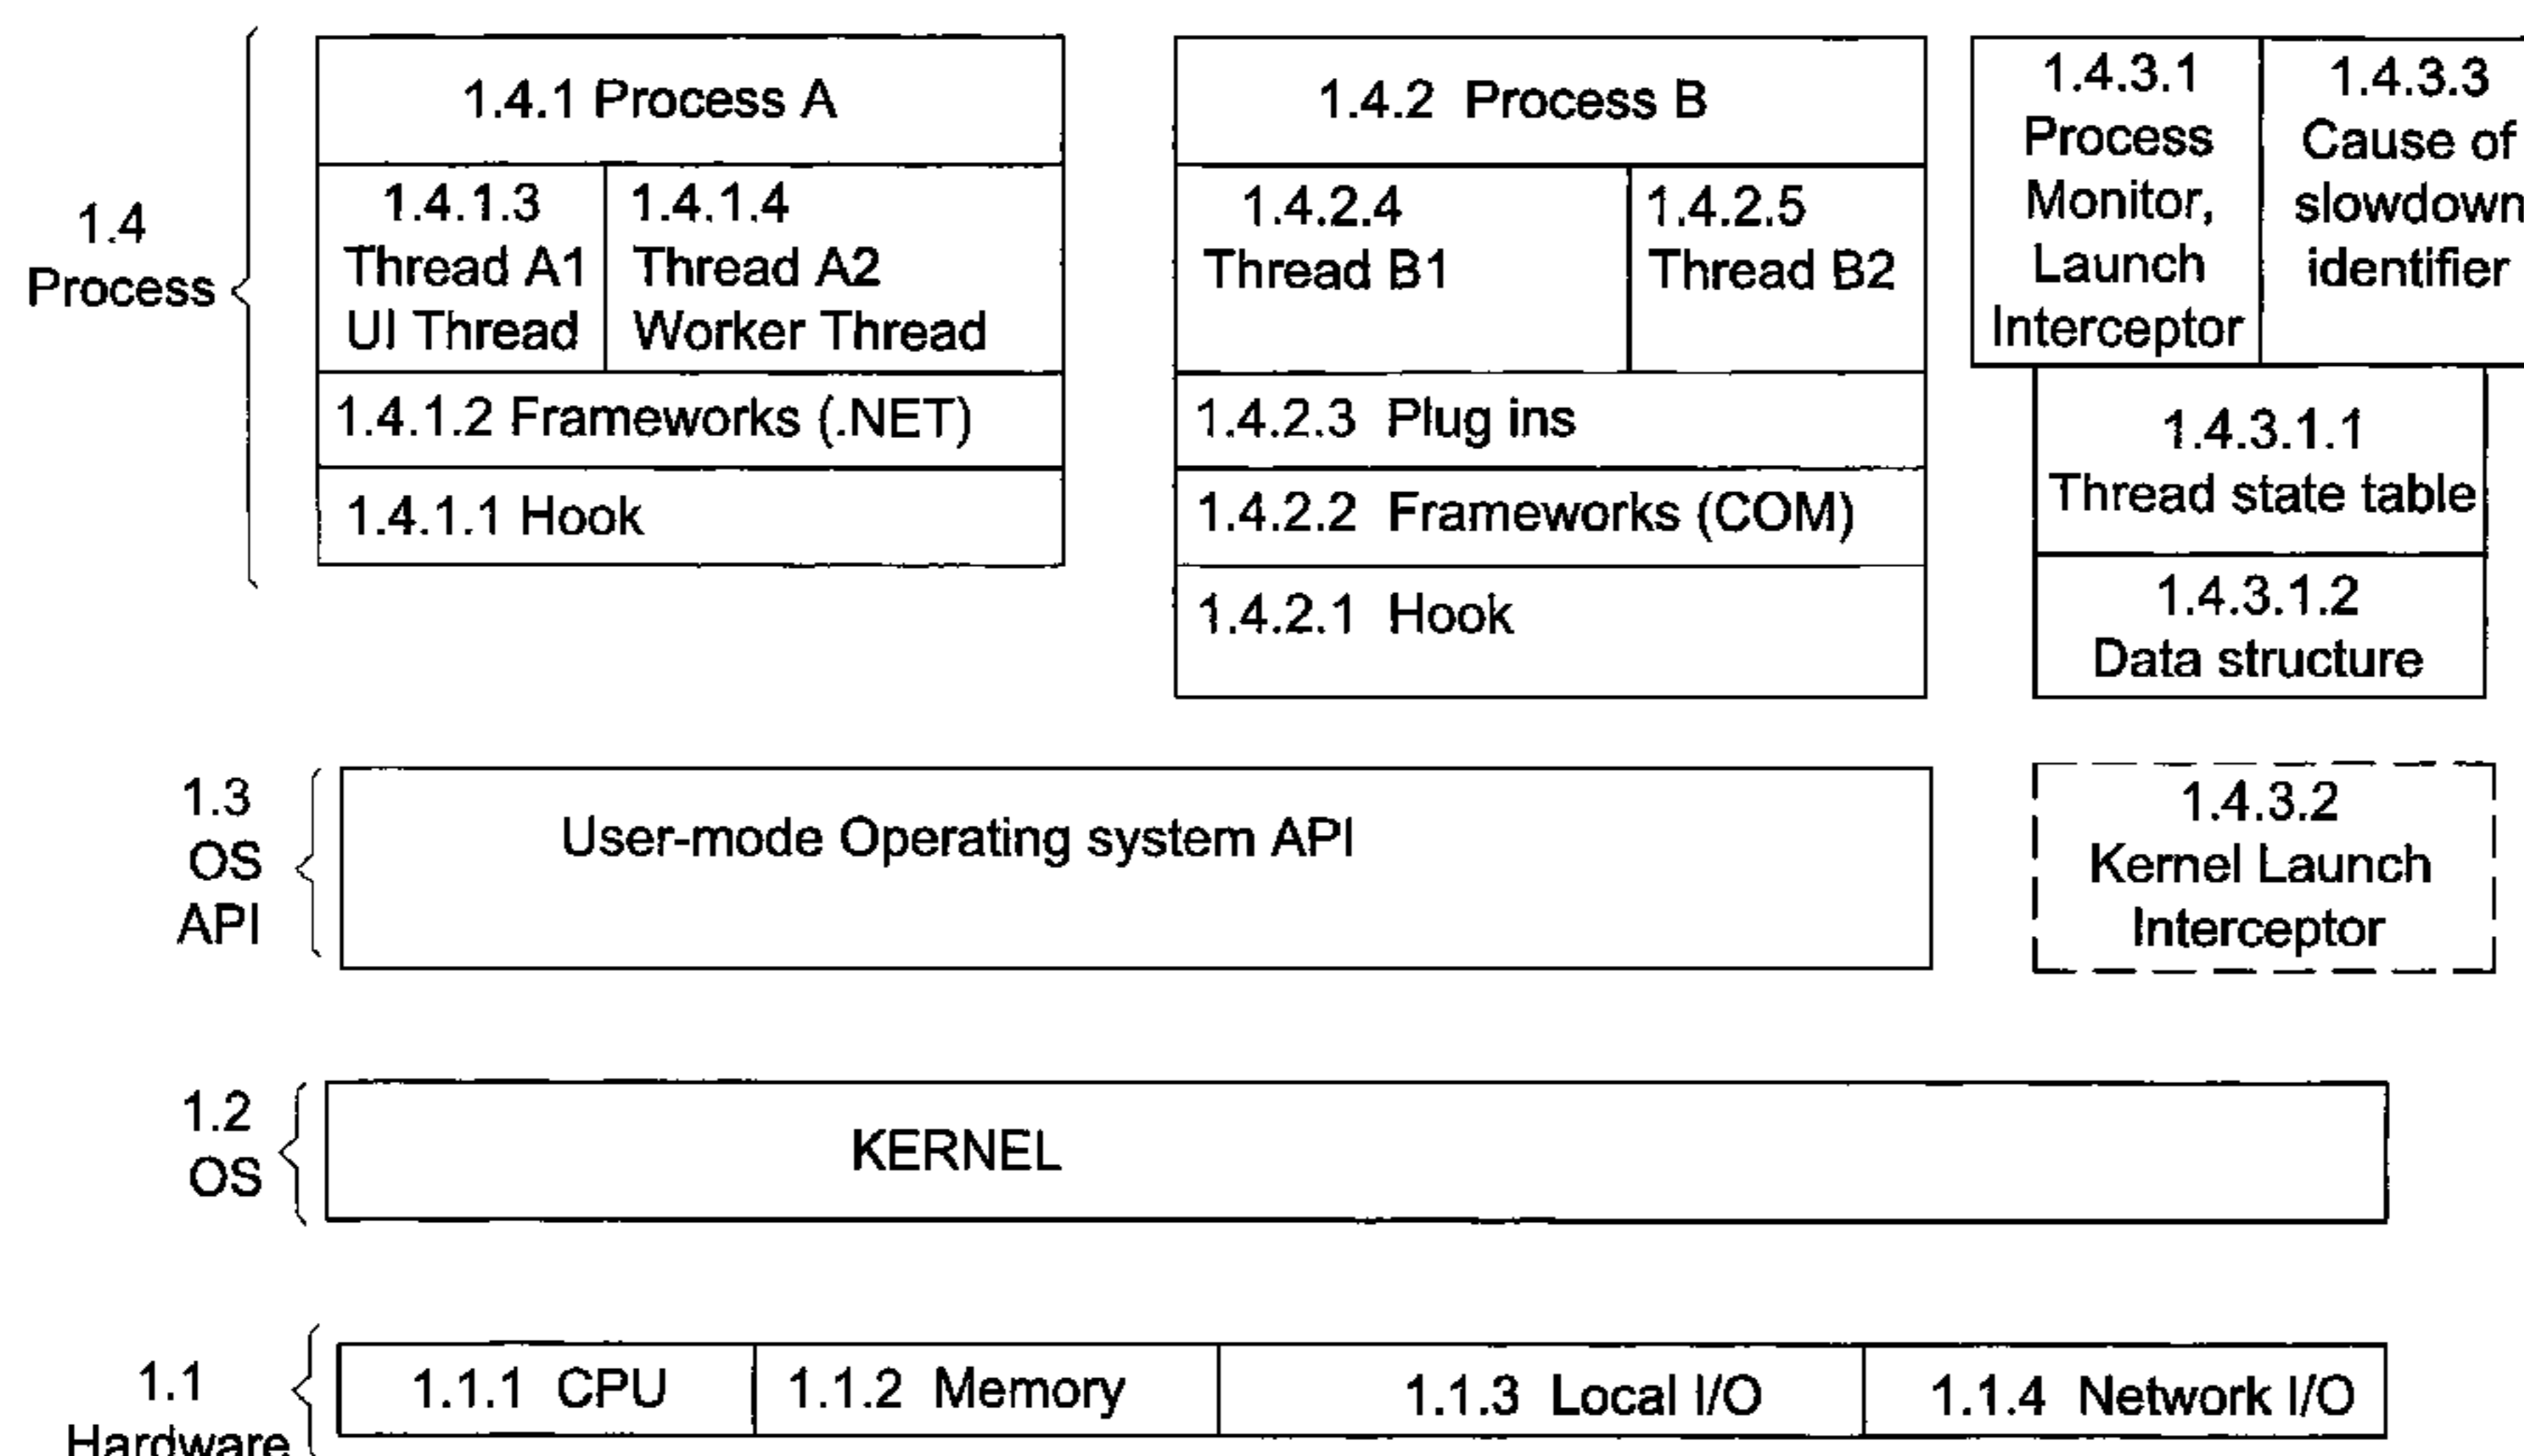 1.4
Process
1.4.1 Process A
1.4.1.3
Thread A1
UI Thread
1.4.1.4
Thread A2
Worker Thread
1.4.1.2 Frameworks (.NET)
1.4.1.1 Hook
1.4.2 Process B
1.4.2.4
Thread B1
1.4.2.5
Thread B2
1.4.2.3 Plug ins
1.4.2.2 Frameworks (COM)
1.4.2.1 Hook
1.4.3.1
Process
Monitor,
Launch
Interceptor
1.4.3.3
Cause of
slowdown
identifier
1.4.3.1.1
Thread state table
1.4.3.1.2
Data structure
1.3
OS
API
User-mode Operating system API
1.4.3.2
Kernel Launch
Interceptor
1.2
OS
KERNEL
1.1
Hardware
1.1.1 CPU
1.1.2 Memory
1.1.3 Local I/O
1.1.4 Network I/O